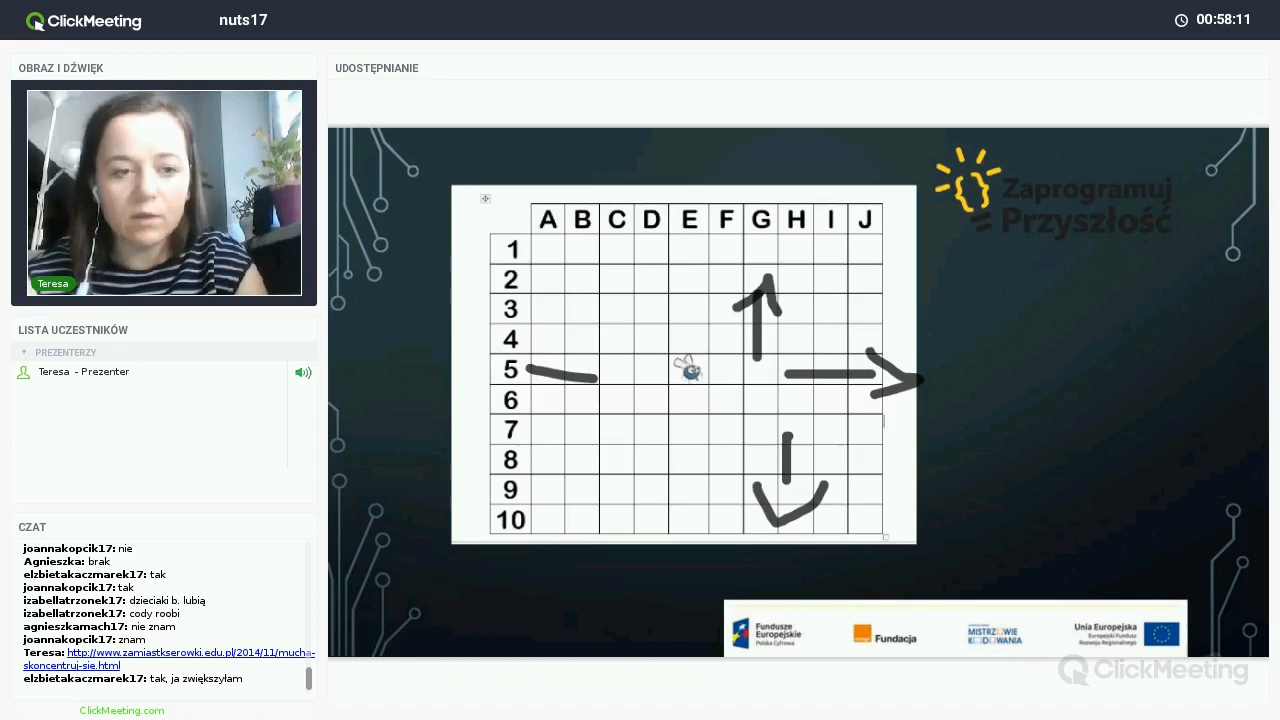 ClickMeeting
nuts17
00:58:11
OBRAZ I DŹWIĘK
UDOSTĘPNIANIE
Teresa
LISTA UCZESTNIKÓW
PREZENTERZY
Teresa - Prezenter
CZAT
joannakopcik17: nie
Agnieszka: brak
elzbietakaczmarek17: tak
joannakopcik17: tak
izabellatrzonek17: dzieciaki b. lubią
izabellatrzonek17: cody roobi
agnieszkamach17: nie znam
joannakopcik17: znam
Teresa: http://www.zamiastkserowki.edu.pl/2014/11/mucha-
skoncentruj-sie.html
elzbietakaczmarek17: tak, ja zwiększyłam
ClickMeeting.com
Zaprogramuj
Przyszłość
A B C D E F G H I J
1
2
3
4
5
6
7
8
9
10
Fundusze
Europejskie
Polska Cyfrowa
Fundacja
MISTRZOWIE
KODOWANIA
Unia Europejska
Europejski Fundusz
Rozwoju Regionalnego
ClickMeeting